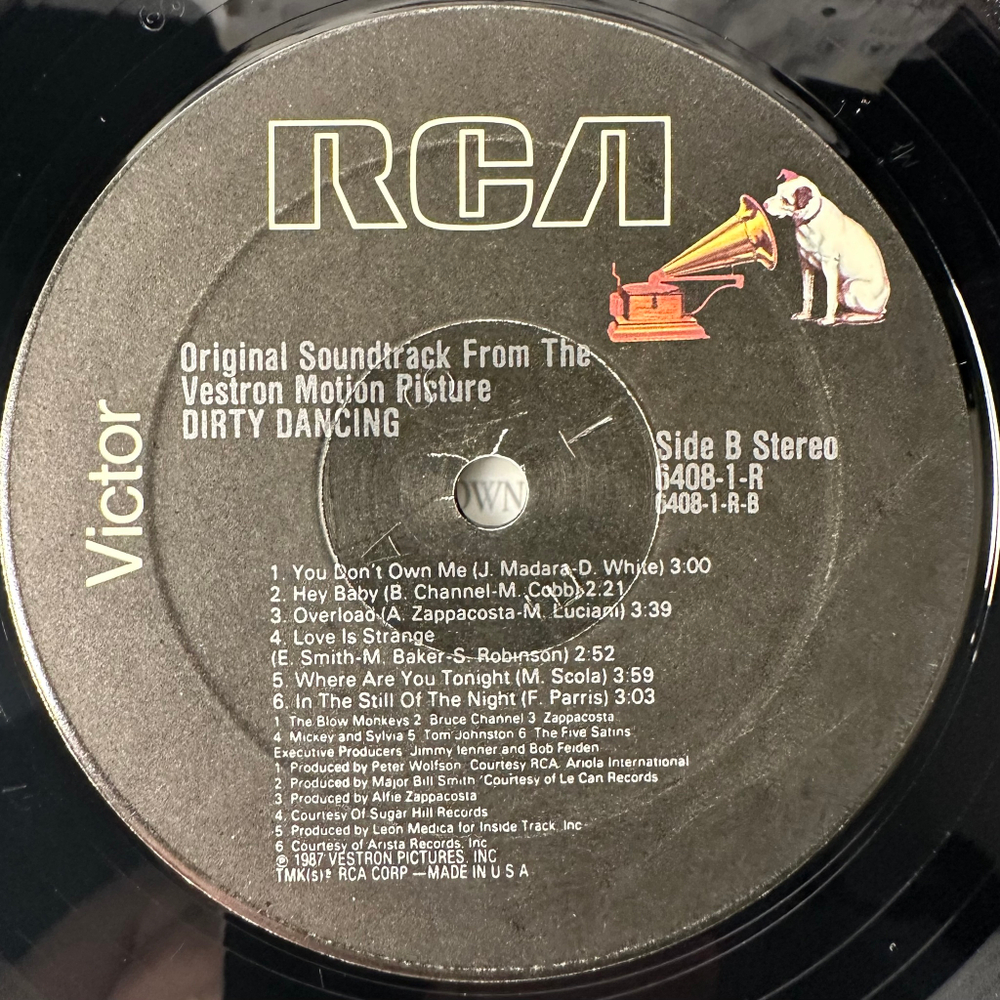 RCA
Victor
Original Soundtrack From The
Vestron Motion Picture
DIRTY DANCING
Side B Stereo
6408-1-R
6408-1-R-B
OWN
1. You Don't Own Me (J. Madara-D. White) 3:00
2. Hey Baby (B. Channel-M. Cobb) 2:21
3. Overload (A. Zappacosta-M. Luciani) 3:39
4. Love Is Strange
(E. Smith-M. Baker-S. Robinson) 2:52
5. Where Are You Tonight (M. Scola) 3:59
6. In The Still Of The Night (F. Parris) 3:03
1 The Blow Monkeys 2 Bruce Channel 3 Zappacosta
4 Mickey and Sylvia 5 Tom Johnston 6 The Five Satins
Executive Producers Jimmy Ienner and Bob Feiden
1 Produced by Peter Wolfson Courtesy RCA. Ariola International
2 Produced by Major Bill Smith Courtesy of Le Can Records
3 Produced by Alfie Zappacosta
4 Courtesy Of Sugar Hill Records
5 Produced by Leon Medica for Inside Track, Inc
6 Courtesy of Arista Records, Inc
℗ 1987 VESTRON PICTURES, INC
TMK(s)® RCA CORP —MADE IN U S A